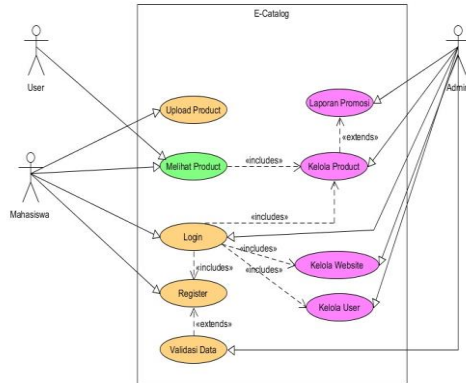 E-Catalog
User
Admin
Upload Product
Laporan Promosi
«extends»
Melihat Product
«includes»
Kelola Product
Mahasiswa
«includes»
Login
«includes»
«includes»
«includes»
Kelola Website
Register
Kelola User
«extends»
Validasi Data